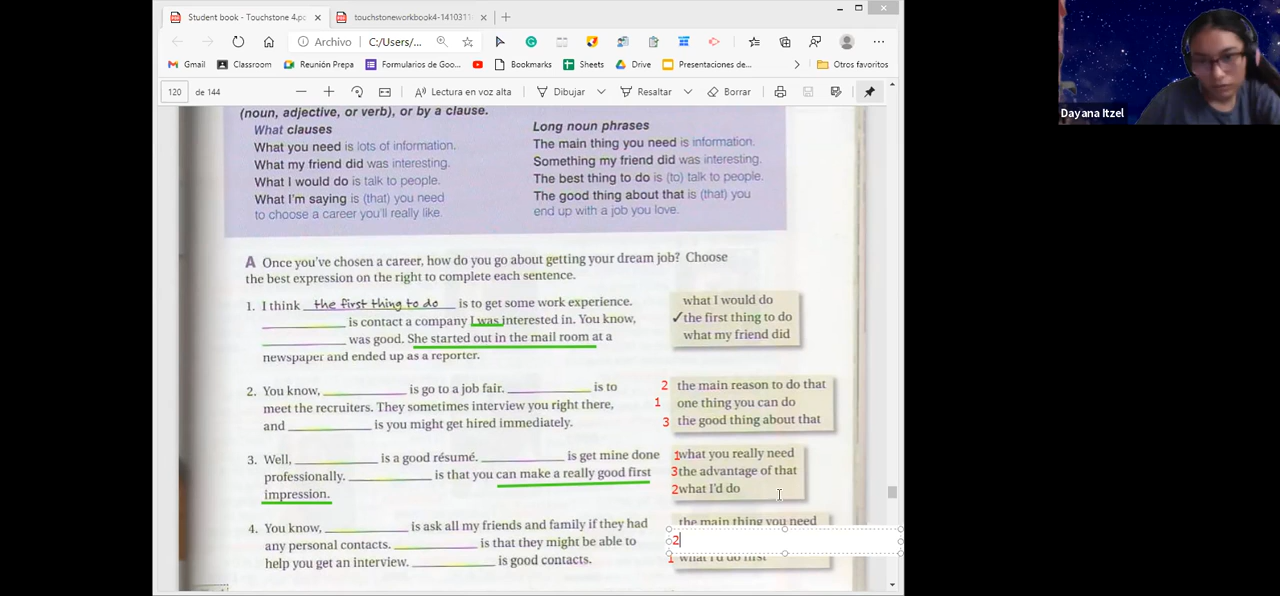 Student book - Touchstone 4.pc
touchstoneworkbook4-1410311
Archivo
C:/Users/...
Gmail
Classroom
Reunión Prepa
Formularios de Goo...
Bookmarks
Sheets
Drive
Presentaciones de...
Otros favoritos
120
de 144
Lectura en voz alta
Dibujar
Resaltar
Borrar
Dayana Itzel
(noun, adjective, or verb), or by a clause.
What clauses
What you need is lots of information.
What my friend did was interesting.
What I would do is talk to people.
What I'm saying is (that) you need
to choose a career you'll really like.
Long noun phrases
The main thing you need is information.
Something my friend did was interesting.
The best thing to do is (to) talk to people.
The good thing about that is (that) you
end up with a job you love.
A Once you've chosen a career, how do you go about getting your dream job? Choose
the best expression on the right to complete each sentence.
1. I think the first thing to do is to get some work experience.
____________ is contact a company I was interested in. You know,
____________ was good. She started out in the mail room at a
newspaper and ended up as a reporter.
what I would do
✓the first thing to do
what my friend did
2. You know, ____________ is go to a job fair. ____________ is to
meet the recruiters. They sometimes interview you right there,
and ____________ is you might get hired immediately.
2 the main reason to do that
1 one thing you can do
3 the good thing about that
3. Well, ____________ is a good résumé. ____________ is get mine done
professionally. ____________ is that you can make a really good first
impression.
1what you really need
3the advantage of that
2what I'd do
4. You know, ____________ is ask all my friends and family if they had
any personal contacts. ____________ is that they might be able to
help you get an interview. ____________ is good contacts.
the main thing you need
2
1 what I'd do first